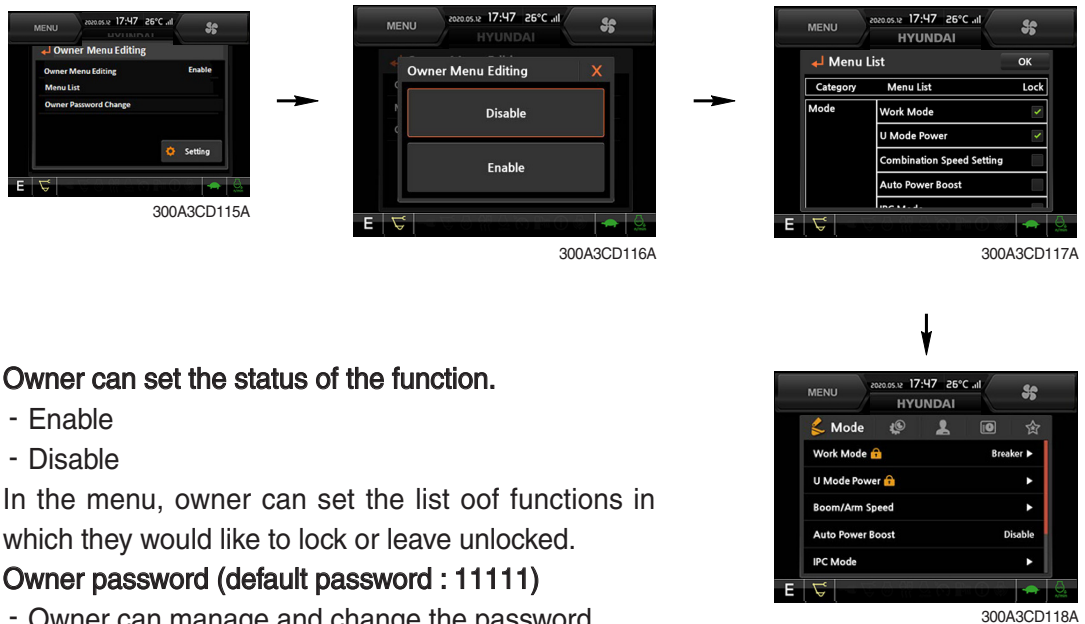 MENU 2020.05.12 17:47 26°C
HYUNDAI
Owner Menu Editing
Owner Menu Editing Enable
Menu List
Owner Password Change
Setting
E
300A3CD115A
MENU 2020.05.12 17:47 26°C
HYUNDAI
Owner Menu Editing X
Disable
Enable
E
300A3CD116A
MENU 2020.05.12 17:47 26°C
HYUNDAI
Menu List OK
Category Menu List Lock
Mode Work Mode
U Mode Power
Combination Speed Setting
Auto Power Boost
IPC Mode
E
300A3CD117A
Owner can set the status of the function.
- Enable
- Disable
In the menu, owner can set the list oof functions in
which they would like to lock or leave unlocked.
Owner password (default password : 11111)
- Owner can manage and change the password
MENU 2020.05.12 17:47 26°C
HYUNDAI
Mode
Work Mode Breaker ▶
U Mode Power ▶
Boom/Arm Speed ▶
Auto Power Boost Disable
IPC Mode ▶
E
300A3CD118A